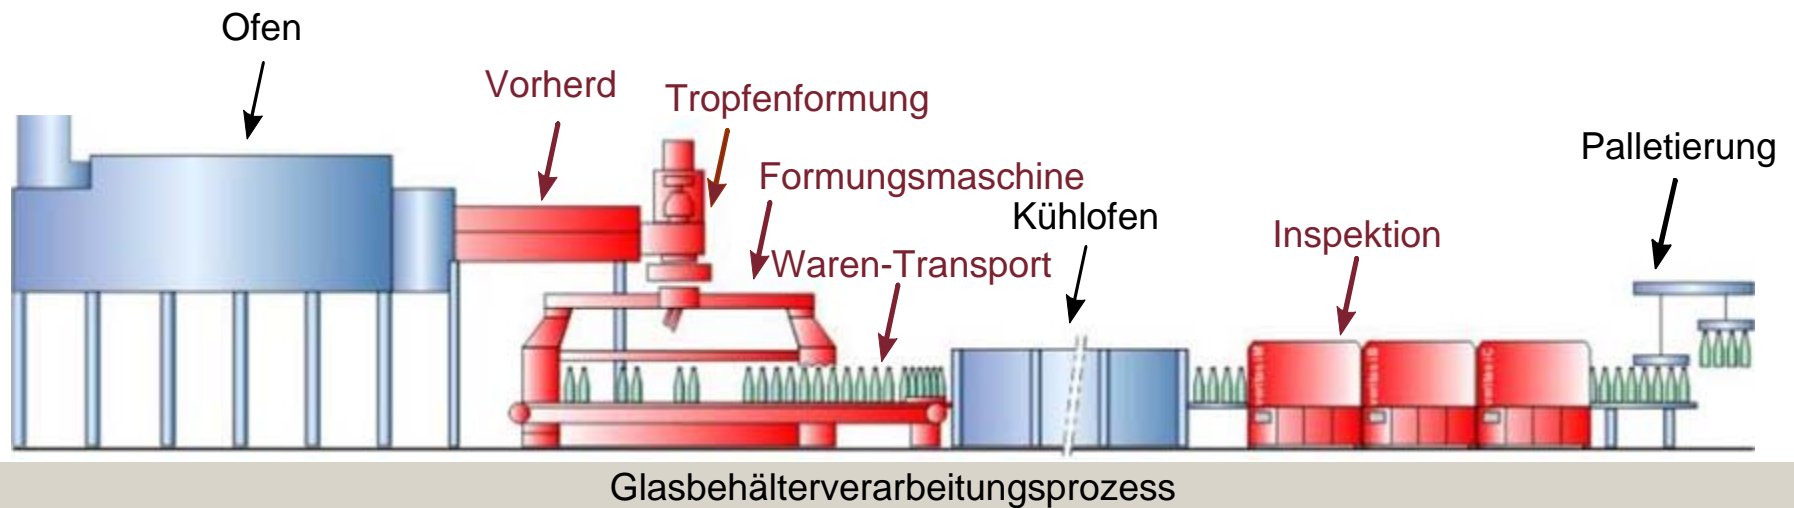 Ofen
Vorherd
Tropfenformung
Formungsmaschine
Kühlofen
Waren-Transport
Inspektion
Palletierung
Glasbehälterverarbeitungsprozess